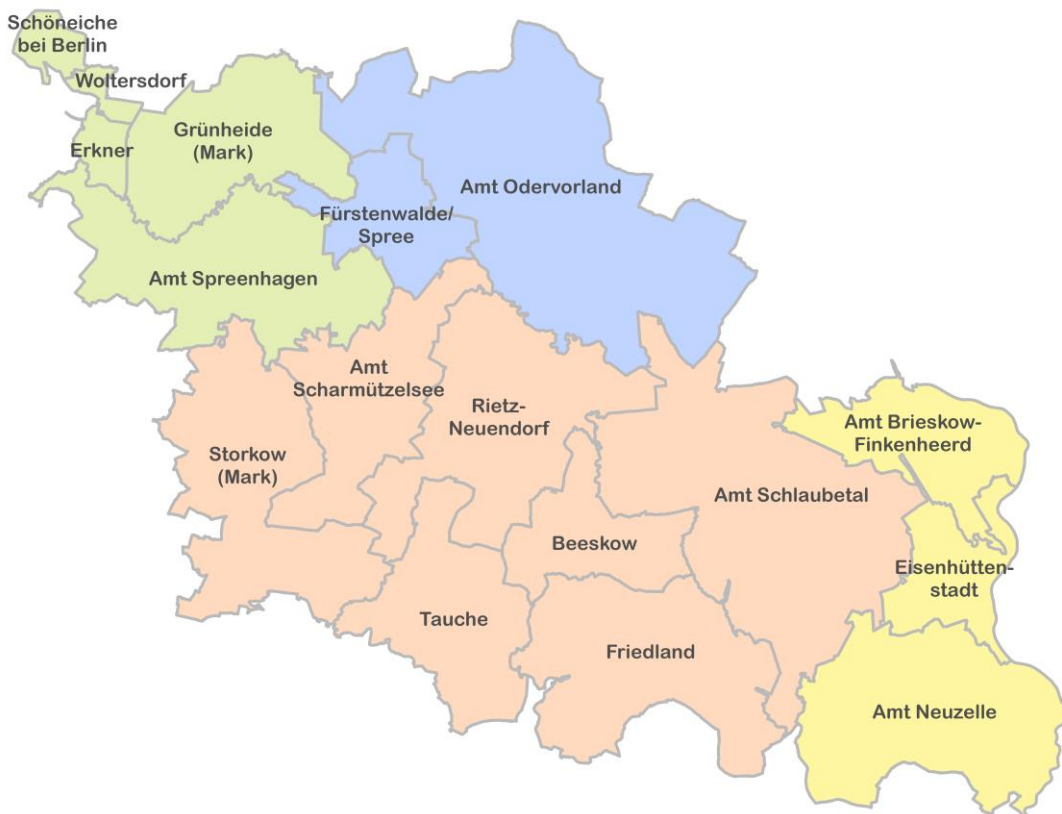 Schöneiche
bei Berlin
Woltersdorf
Erkner
Grünheide
(Mark)
Amt Odervorland
Fürstenwalde/
Spree
Amt Spreenhagen
Amt
Scharmützelsee
Rietz-
Neuendorf
Storkow
(Mark)
Amt Brieskow-
Finkenheerd
Amt Schlaubetal
Beeskow
Eisenhütten-
stadt
Tauche
Friedland
Amt Neuzelle